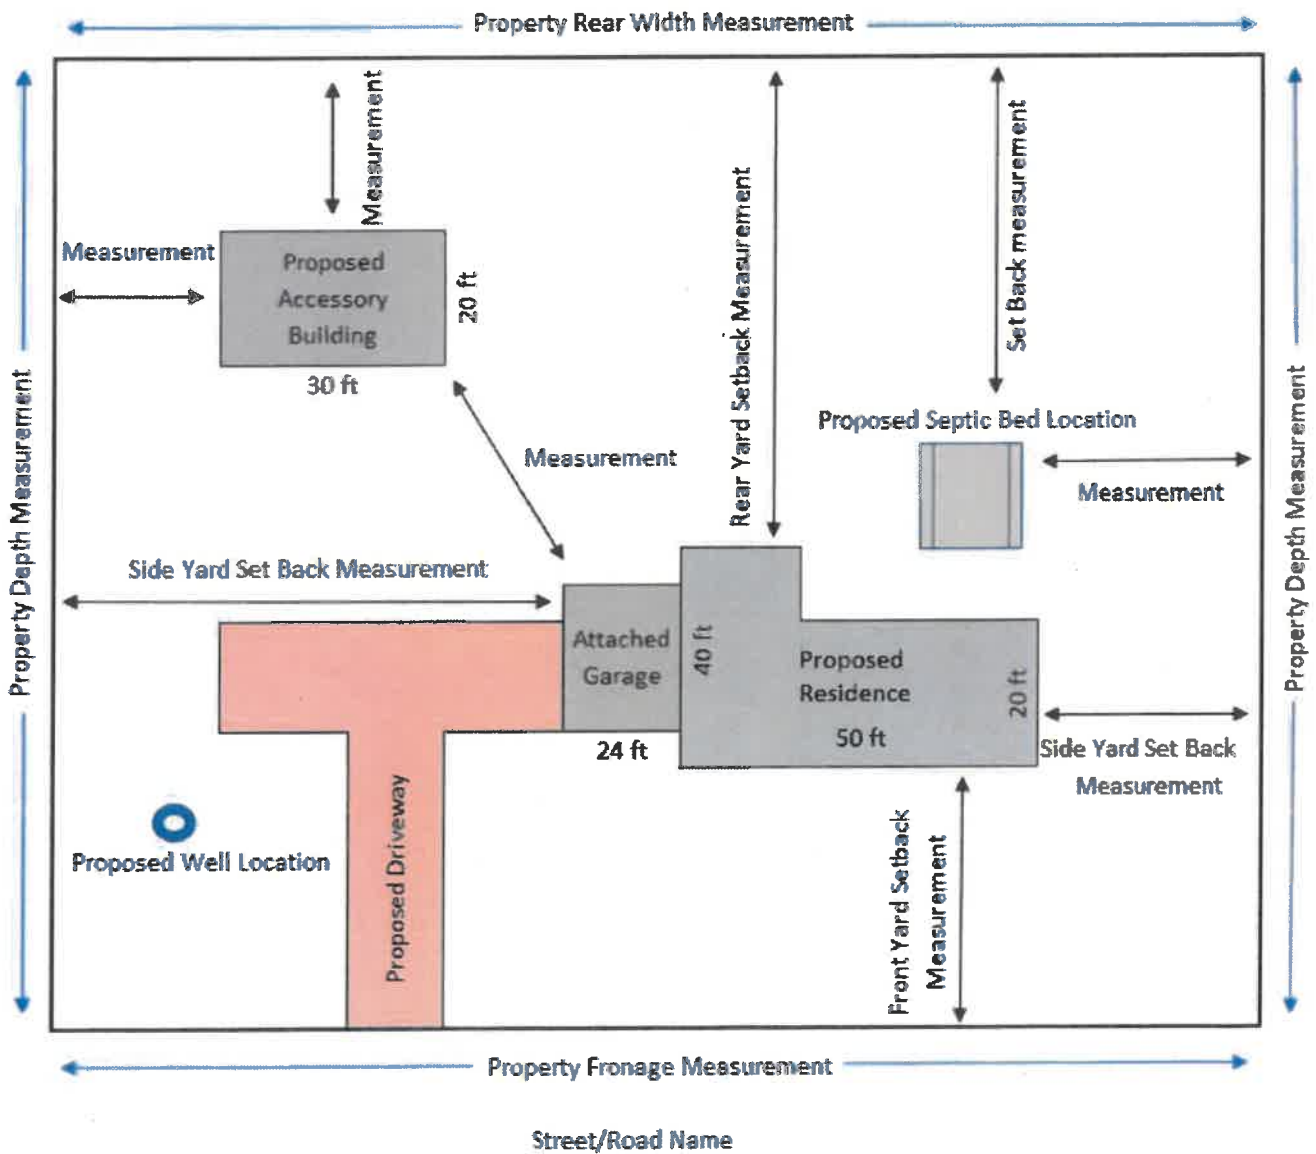 Property Rear Width Measurement
Measurement
Measurement
Proposed
Accessory
Building
20 ft
30 ft
Measurement
Rear Yard Setback Measurement
Set Back measurement
Proposed Septic Bed Location
Measurement
Property Depth Measurement
Property Depth Measurement
Side Yard Set Back Measurement
Attached
Garage
24 ft
40 ft
Proposed
Residence
50 ft
20 ft
Side Yard Set Back
Measurement
Proposed Well Location
Proposed Driveway
Front Yard Setback
Measurement
Property Fronage Measurement
Street/Road Name